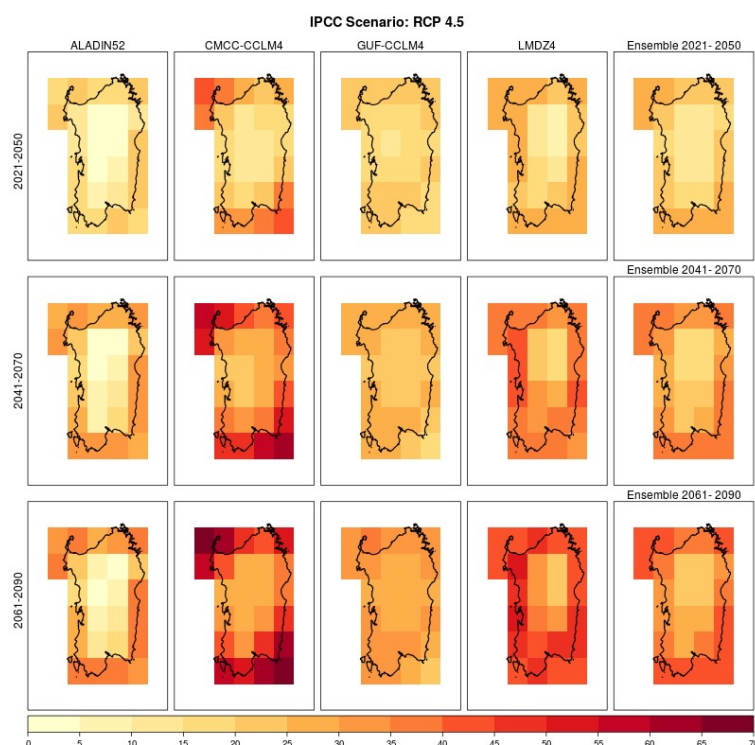 IPCC Scenario: RCP 4.5
ALADIN52 CMCC-CCLM4 GUF-CCLM4 LMDZ4 Ensemble 2021- 2050
2021-2050
Ensemble 2041- 2070
2041-2070
Ensemble 2061- 2090
2061-2090
0 5 10 15 20 25 30 35 40 45 50 55 60 65 70